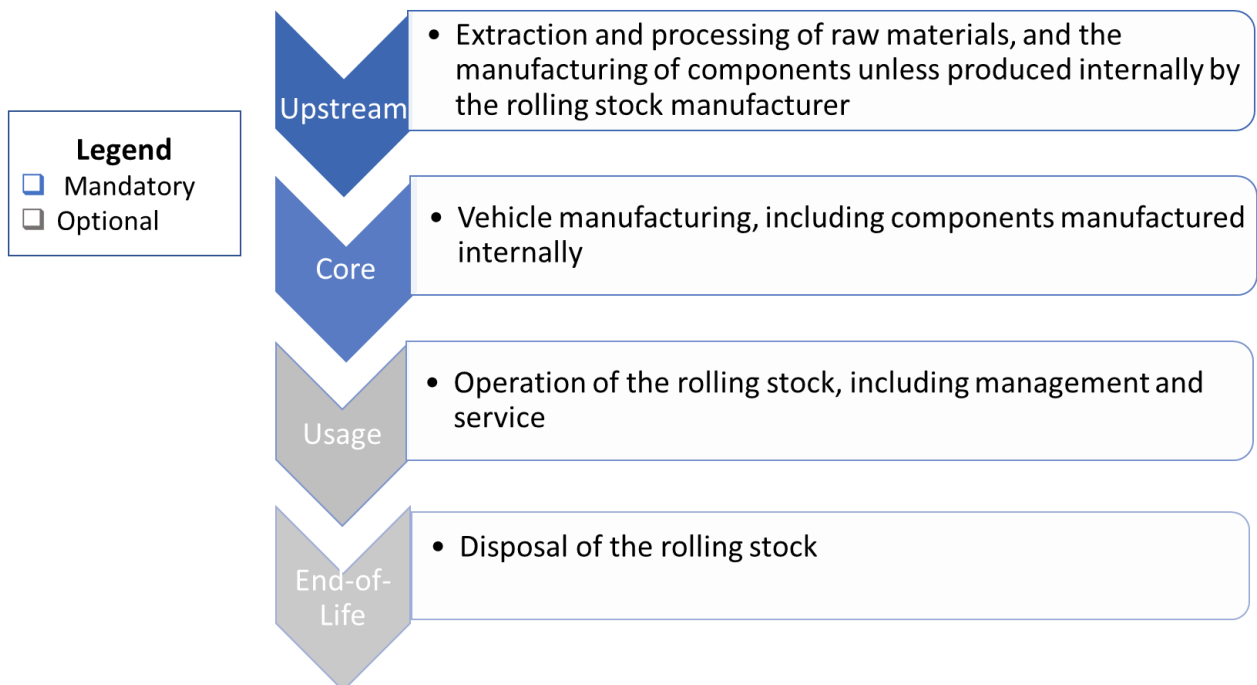 Legend
Mandatory
Optional
Upstream
• Extraction and processing of raw materials, and the
manufacturing of components unless produced internally by
the rolling stock manufacturer
Core
• Vehicle manufacturing, including components manufactured
internally
Usage
• Operation of the rolling stock, including management and
service
End-of-
Life
• Disposal of the rolling stock